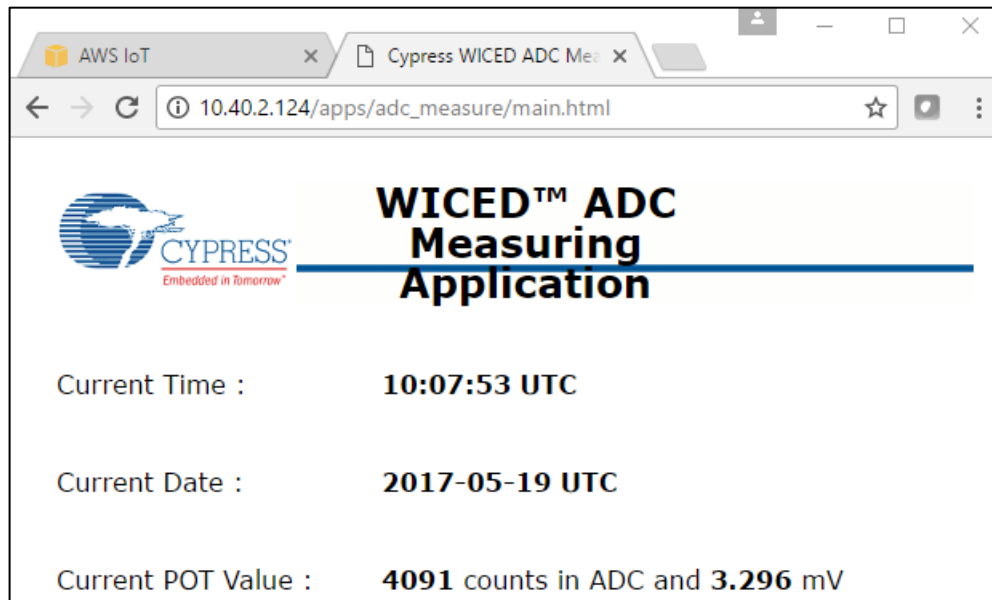 AWS IoT
Cypress WICED ADC Mea
10.40.2.124/apps/adc_measure/main.html
CYPRESS
Embedded in Tomorrow™
WICED™ ADC
Measuring
Application
Current Time : 10:07:53 UTC
Current Date : 2017-05-19 UTC
Current POT Value : 4091 counts in ADC and 3.296 mV